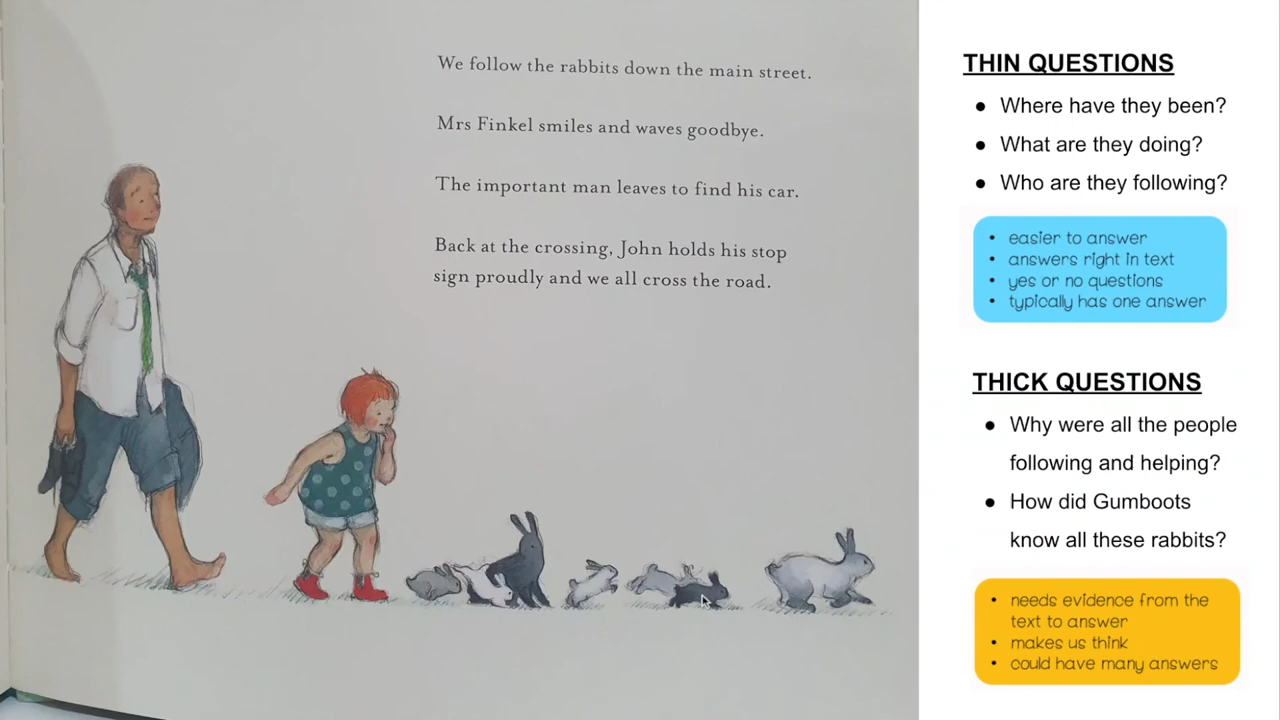 We follow the rabbits down the main street.
Mrs Finkel smiles and waves goodbye.
The important man leaves to find his car.
Back at the crossing, John holds his stop
sign proudly and we all cross the road.
THIN QUESTIONS
● Where have they been?
● What are they doing?
● Who are they following?
• easier to answer
• answers right in text
• yes or no questions
• typically has one answer
THICK QUESTIONS
● Why were all the people
following and helping?
● How did Gumboots
know all these rabbits?
• needs evidence from the
text to answer
• makes us think
• could have many answers